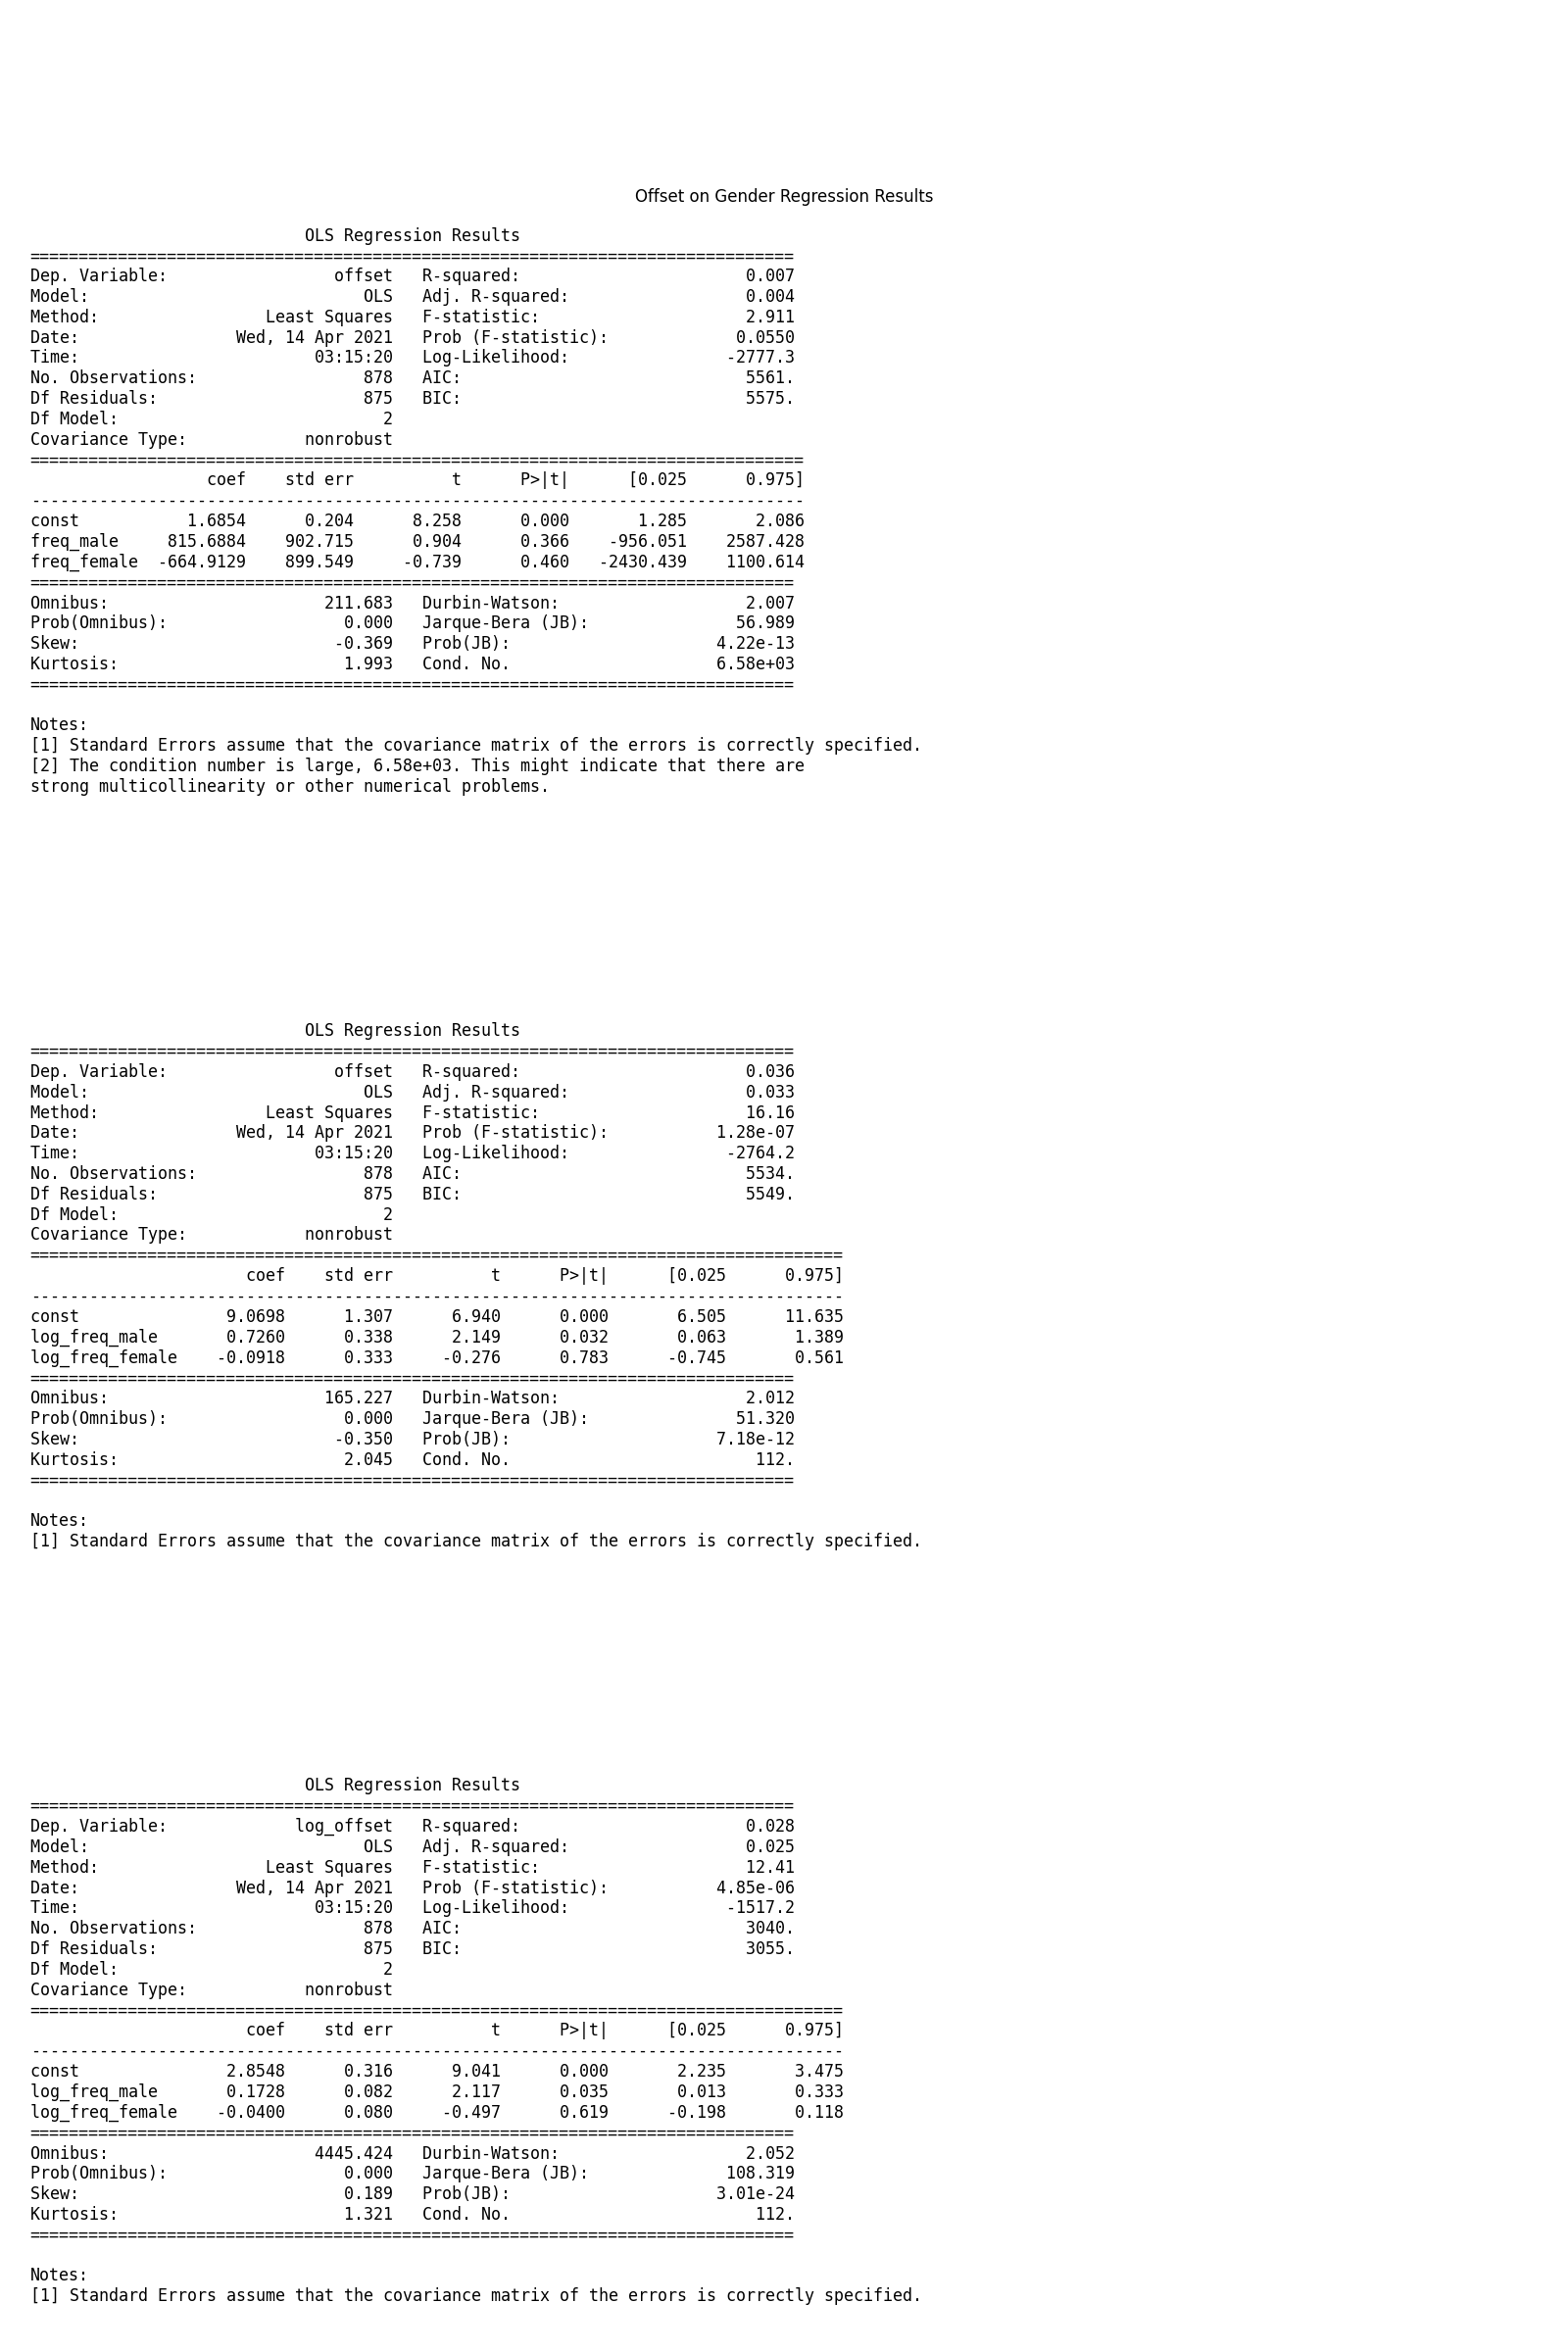 Offset on Gender Regression Results
                            OLS Regression Results
==============================================================================
Dep. Variable:                 offset   R-squared:                       0.007
Model:                            OLS   Adj. R-squared:                  0.004
Method:                 Least Squares   F-statistic:                     2.911
Date:                Wed, 14 Apr 2021   Prob (F-statistic):             0.0550
Time:                        03:15:20   Log-Likelihood:                -2777.3
No. Observations:                 878   AIC:                             5561.
Df Residuals:                     875   BIC:                             5575.
Df Model:                           2
Covariance Type:            nonrobust
===============================================================================
                  coef    std err          t      P>|t|      [0.025      0.975]
-------------------------------------------------------------------------------
const           1.6854      0.204      8.258      0.000       1.285       2.086
freq_male     815.6884    902.715      0.904      0.366    -956.051    2587.428
freq_female  -664.9129    899.549     -0.739      0.460   -2430.439    1100.614
==============================================================================
Omnibus:                      211.683   Durbin-Watson:                   2.007
Prob(Omnibus):                  0.000   Jarque-Bera (JB):               56.989
Skew:                          -0.369   Prob(JB):                     4.22e-13
Kurtosis:                       1.993   Cond. No.                     6.58e+03
==============================================================================
Notes:
[1] Standard Errors assume that the covariance matrix of the errors is correctly specified.
[2] The condition number is large, 6.58e+03. This might indicate that there are
strong multicollinearity or other numerical problems.
                            OLS Regression Results
==============================================================================
Dep. Variable:                 offset   R-squared:                       0.036
Model:                            OLS   Adj. R-squared:                  0.033
Method:                 Least Squares   F-statistic:                     16.16
Date:                Wed, 14 Apr 2021   Prob (F-statistic):           1.28e-07
Time:                        03:15:20   Log-Likelihood:                -2764.2
No. Observations:                 878   AIC:                             5534.
Df Residuals:                     875   BIC:                             5549.
Df Model:                           2
Covariance Type:            nonrobust
===================================================================================
                      coef    std err          t      P>|t|      [0.025      0.975]
-----------------------------------------------------------------------------------
const               9.0698      1.307      6.940      0.000       6.505      11.635
log_freq_male       0.7260      0.338      2.149      0.032       0.063       1.389
log_freq_female    -0.0918      0.333     -0.276      0.783      -0.745       0.561
==============================================================================
Omnibus:                      165.227   Durbin-Watson:                   2.012
Prob(Omnibus):                  0.000   Jarque-Bera (JB):               51.320
Skew:                          -0.350   Prob(JB):                     7.18e-12
Kurtosis:                       2.045   Cond. No.                         112.
==============================================================================
Notes:
[1] Standard Errors assume that the covariance matrix of the errors is correctly specified.
                            OLS Regression Results
==============================================================================
Dep. Variable:             log_offset   R-squared:                       0.028
Model:                            OLS   Adj. R-squared:                  0.025
Method:                 Least Squares   F-statistic:                     12.41
Date:                Wed, 14 Apr 2021   Prob (F-statistic):           4.85e-06
Time:                        03:15:20   Log-Likelihood:                -1517.2
No. Observations:                 878   AIC:                             3040.
Df Residuals:                     875   BIC:                             3055.
Df Model:                           2
Covariance Type:            nonrobust
===================================================================================
                      coef    std err          t      P>|t|      [0.025      0.975]
-----------------------------------------------------------------------------------
const               2.8548      0.316      9.041      0.000       2.235       3.475
log_freq_male       0.1728      0.082      2.117      0.035       0.013       0.333
log_freq_female    -0.0400      0.080     -0.497      0.619      -0.198       0.118
==============================================================================
Omnibus:                     4445.424   Durbin-Watson:                   2.052
Prob(Omnibus):                  0.000   Jarque-Bera (JB):              108.319
Skew:                           0.189   Prob(JB):                     3.01e-24
Kurtosis:                       1.321   Cond. No.                         112.
==============================================================================
Notes:
[1] Standard Errors assume that the covariance matrix of the errors is correctly specified.